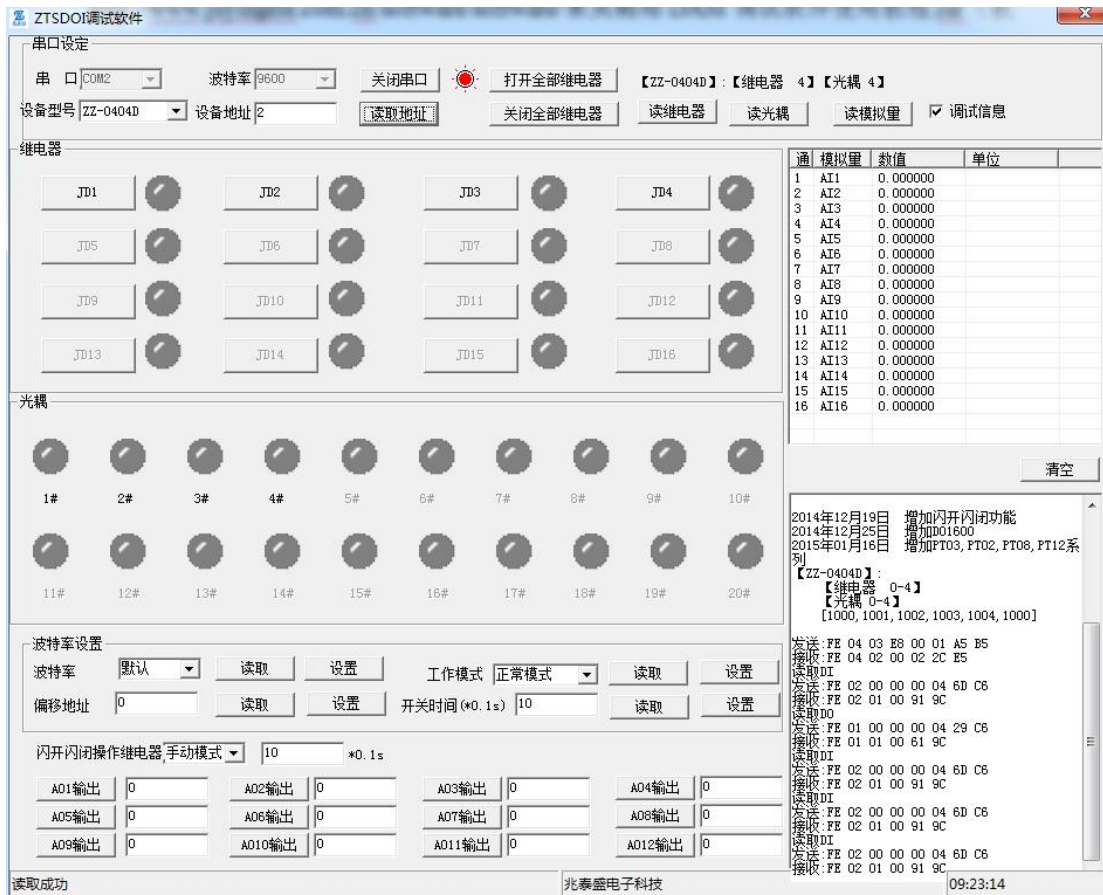 ZTSDOI调试软件
串口设定
串 口 COM2 波特率 9600 关闭串口 打开全部继电器 【ZZ-0404D】:【继电器 4】【光耦 4】
设备型号 ZZ-0404D 设备地址 2 读取地址 关闭全部继电器 读继电器 读光耦 读模拟量 调试信息
继电器
JD1 JD2 JD3 JD4
JD5 JD6 JD7 JD8
JD9 JD10 JD11 JD12
JD13 JD14 JD15 JD16
通 模拟量 数值 单位
1 AI1 0.000000
2 AI2 0.000000
3 AI3 0.000000
4 AI4 0.000000
5 AI5 0.000000
6 AI6 0.000000
7 AI7 0.000000
8 AI8 0.000000
9 AI9 0.000000
10 AI10 0.000000
11 AI11 0.000000
12 AI12 0.000000
13 AI13 0.000000
14 AI14 0.000000
15 AI15 0.000000
16 AI16 0.000000
光耦
1# 2# 3# 4# 5# 6# 7# 8# 9# 10#
11# 12# 13# 14# 15# 16# 17# 18# 19# 20#
清空
2014年12月19日 增加闪开闪闭功能
2014年12月25日 增加DO1600
2015年01月16日 增加PT03,PT02,PT08,PT12系
列
【ZZ-0404D】:
【继电器 0-4】
【光耦 0-4】
[1000,1001,1002,1003,1004,1000]
发送:FE 04 03 E8 00 01 A5 B5
接收:FE 04 02 00 02 2C E5
读取DI
发送:FE 02 00 00 00 04 6D C6
接收:FE 02 01 00 91 9C
读取DO
发送:FE 01 00 00 00 04 29 C6
接收:FE 01 01 00 61 9C
读取DI
发送:FE 02 00 00 00 04 6D C6
接收:FE 02 01 00 91 9C
读取DI
发送:FE 02 00 00 00 04 6D C6
接收:FE 02 01 00 91 9C
读取DI
发送:FE 02 00 00 00 04 6D C6
接收:FE 02 01 00 91 9C
波特率设置
波特率 默认 读取 设置 工作模式 正常模式 读取 设置
偏移地址 0 读取 设置 开关时间(*0.1s) 10 读取 设置
闪开闪闭操作继电器 手动模式 10 *0.1s
AO1输出 0 AO2输出 0 AO3输出 0 AO4输出 0
AO5输出 0 AO6输出 0 AO7输出 0 AO8输出 0
AO9输出 0 AO10输出 0 AO11输出 0 AO12输出 0
读取成功 兆泰盛电子科技 09:23:14